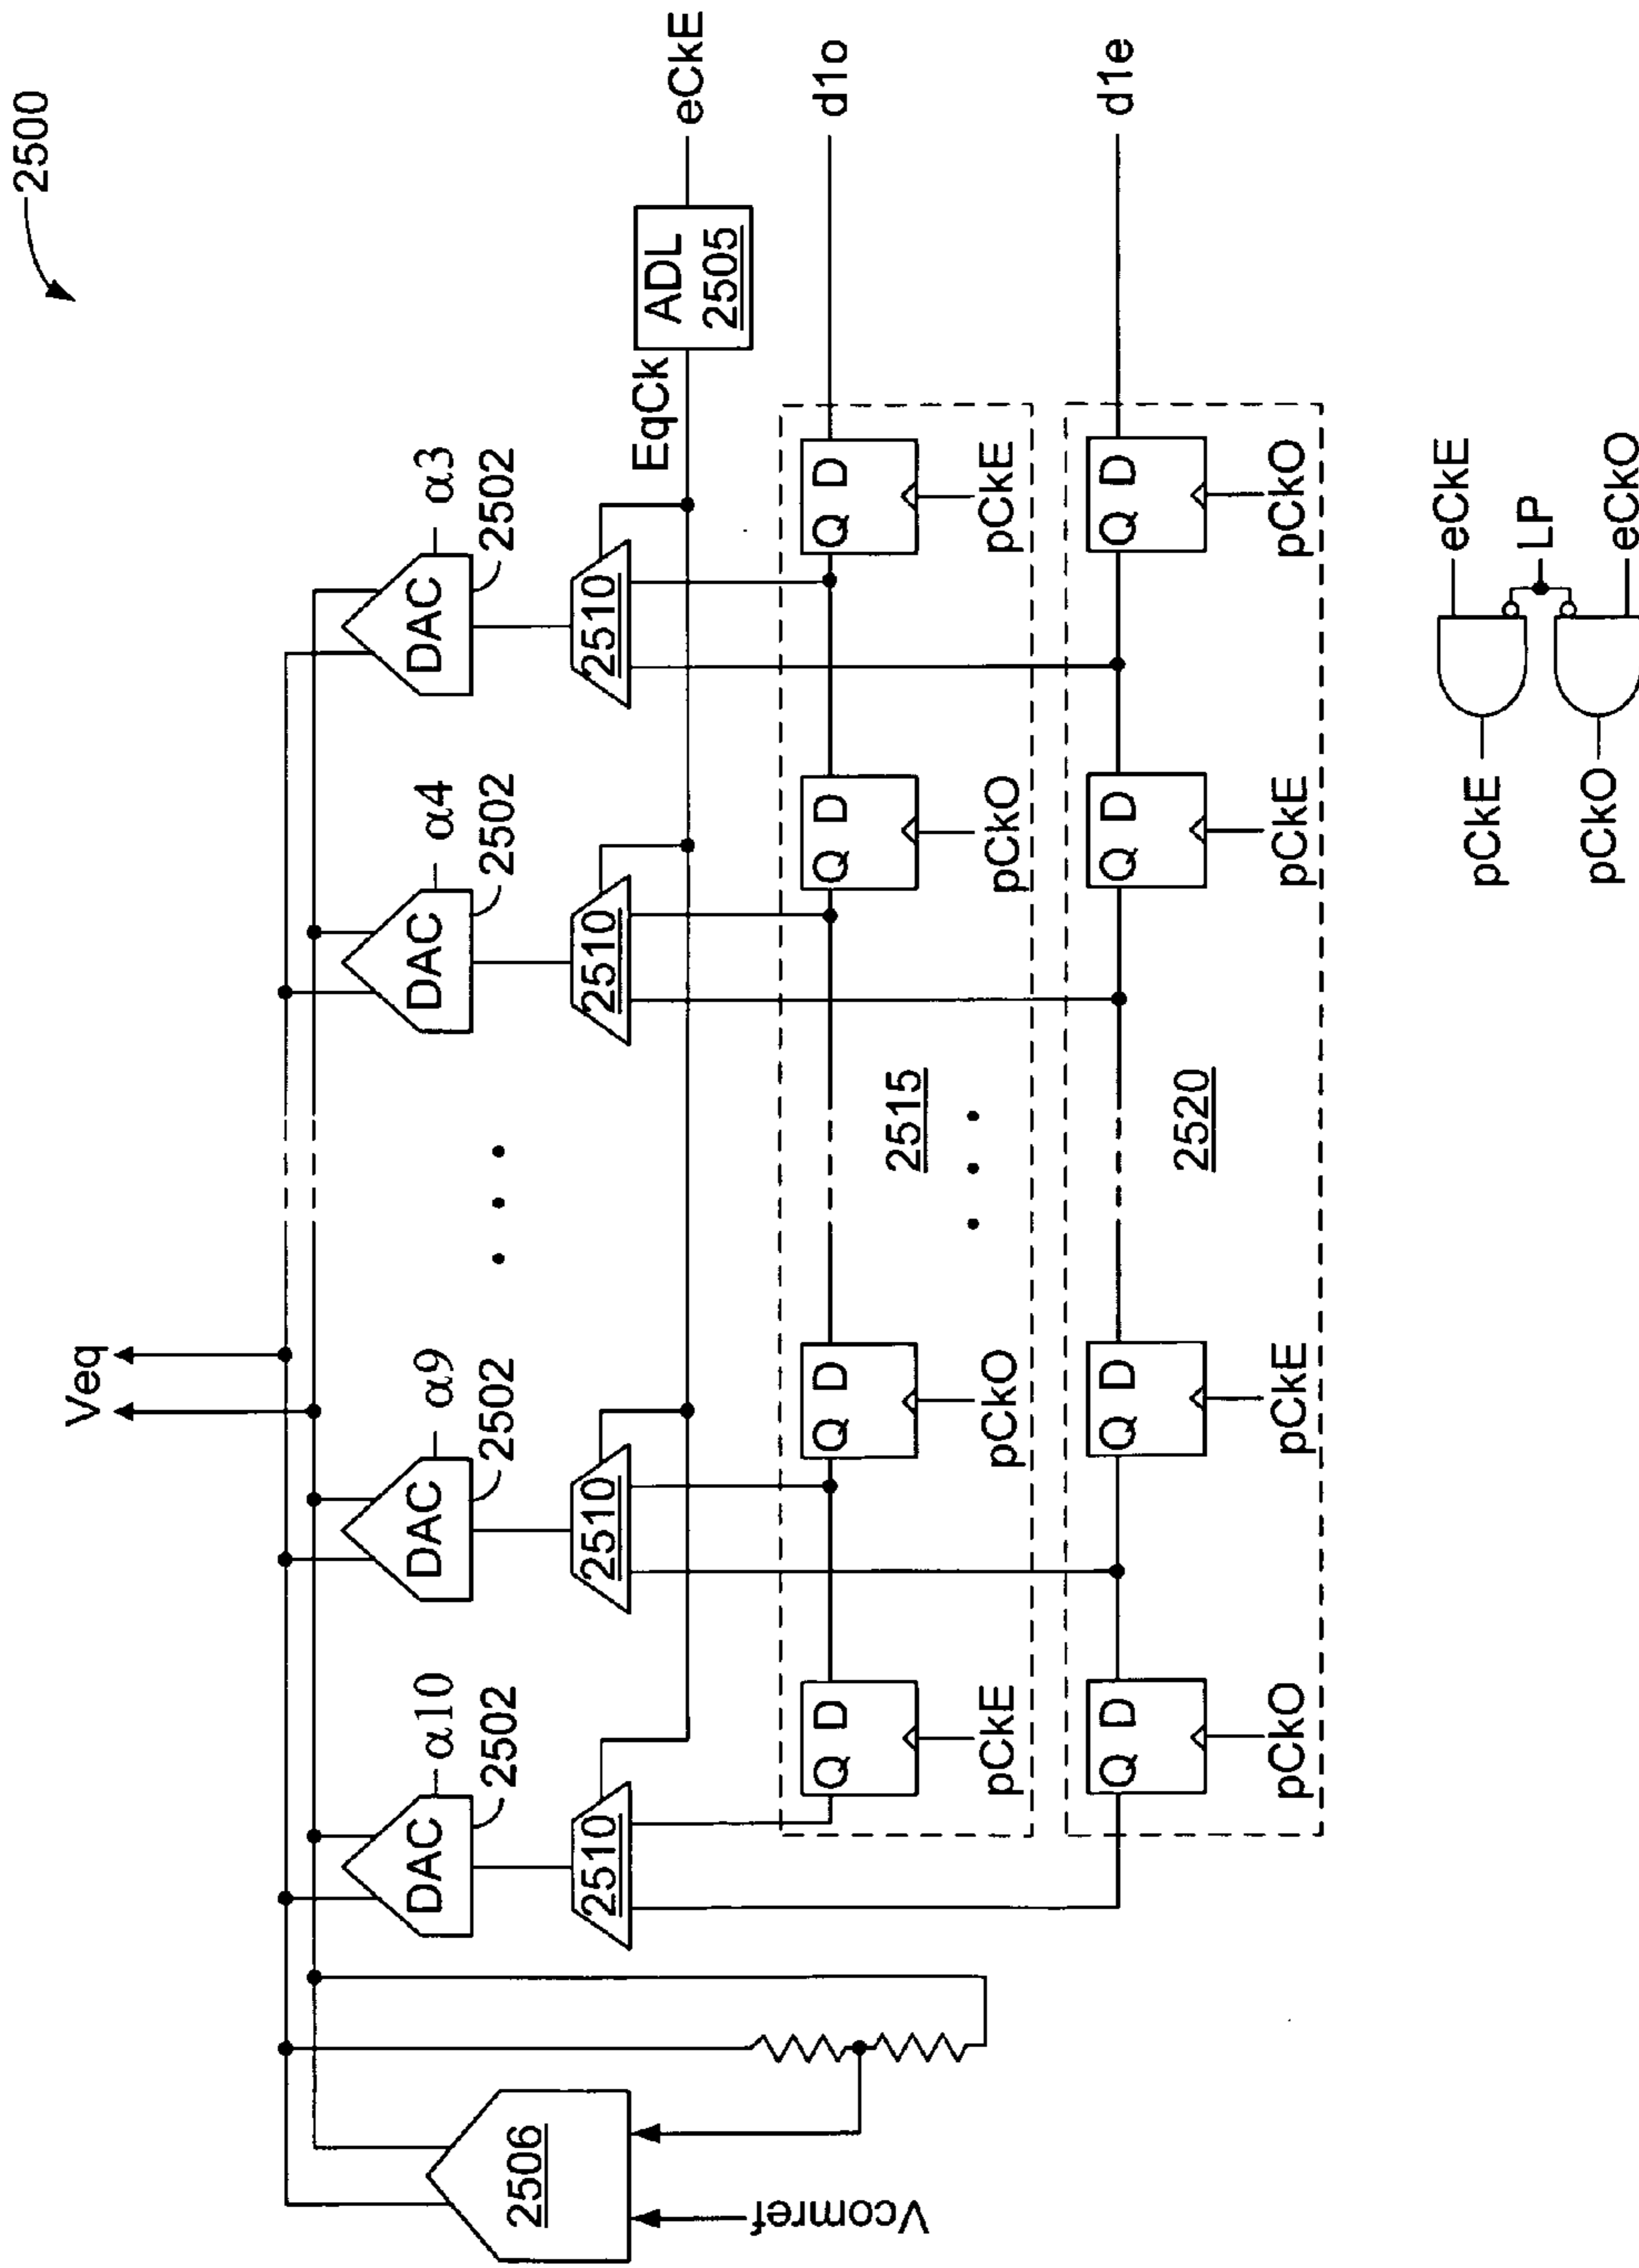 2500
Veq
α10
α9
α4
α3
DAC
DAC
DAC
DAC
2502
2502
2502
2502
2506
2510
2510
2510
2510
EqCk
ADL
2505
eCkE
Q D
Q D
Q D
Q D
d1o
Vcomref
2515
pCkE
pCkO
pCkO
pCkE
Q D
Q D
Q D
Q D
d1e
2520
pCkO
pCkE
pCkE
pCkO
eCkE
pCkE
LP
pCkO
eCkO